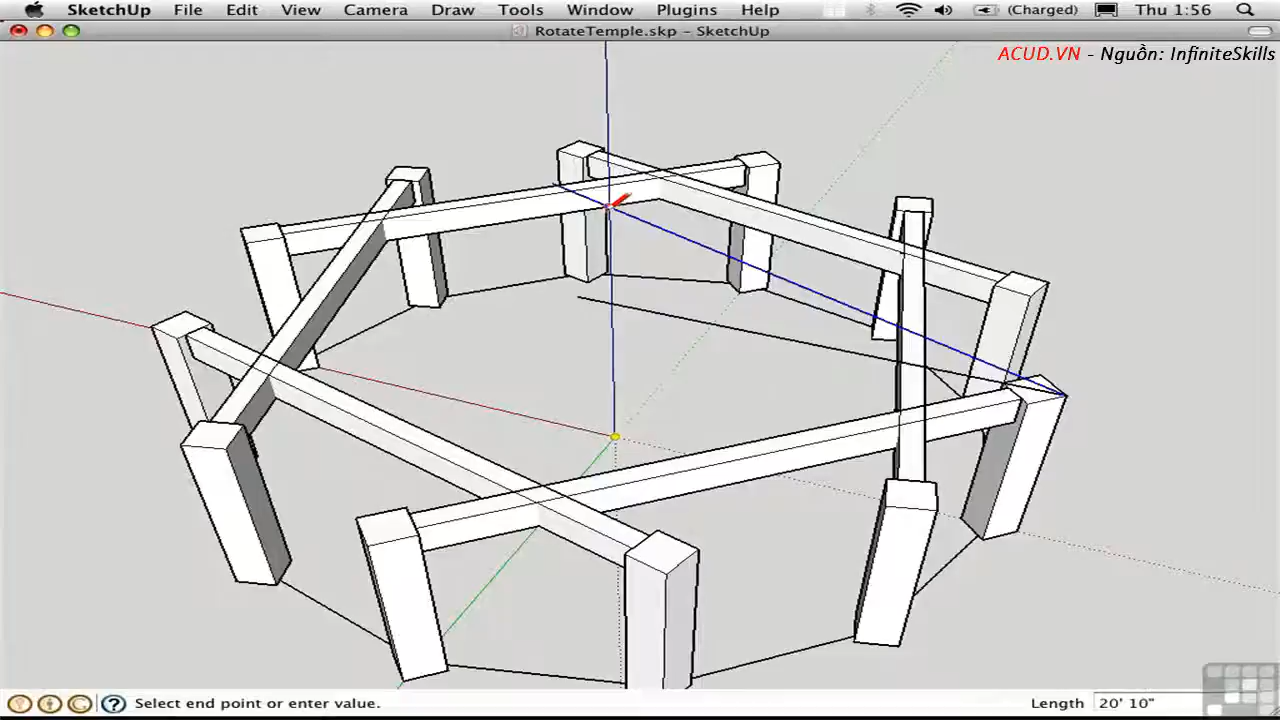 SketchUp File Edit View Camera Draw Tools Window Plugins Help (Charged) Thu 1:56
RotateTemple.skp – SketchUp
ACUD.VN - Nguồn: InfiniteSkills
Select end point or enter value. Length 20' 10"